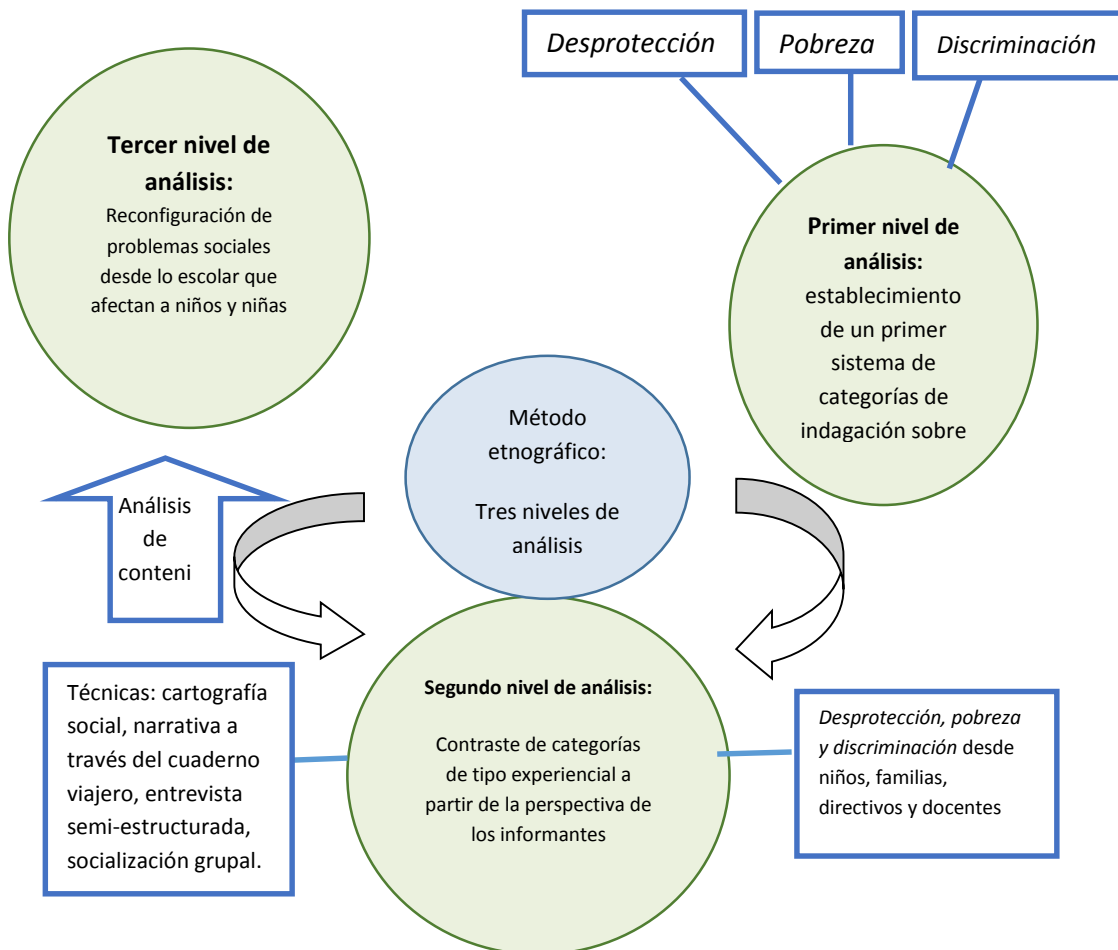 Desprotección
Pobreza
Discriminación
Tercer nivel de
análisis:
Reconfiguración de
problemas sociales
desde lo escolar que
afectan a niños y niñas
Primer nivel de
análisis:
establecimiento
de un primer
sistema de
categorías de
indagación sobre
Método
etnográfico:
Tres niveles de
análisis
Análisis
de
conteni
Técnicas: cartografía
social, narrativa a
través del cuaderno
viajero, entrevista
semi-estructurada,
socialización grupal.
Segundo nivel de análisis:
Contraste de categorías
de tipo experiencial a
partir de la perspectiva de
los informantes
Desprotección, pobreza
y discriminación desde
niños, familias,
directivos y docentes